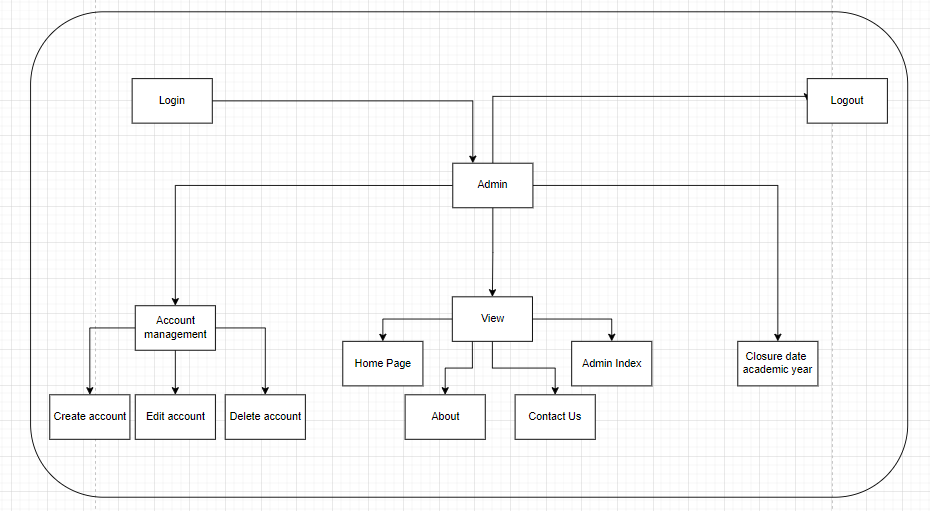 Login
Logout
Admin
Account
management
View
Home Page
Admin Index
Closure date
academic year
Create account
Edit account
Delete account
About
Contact Us